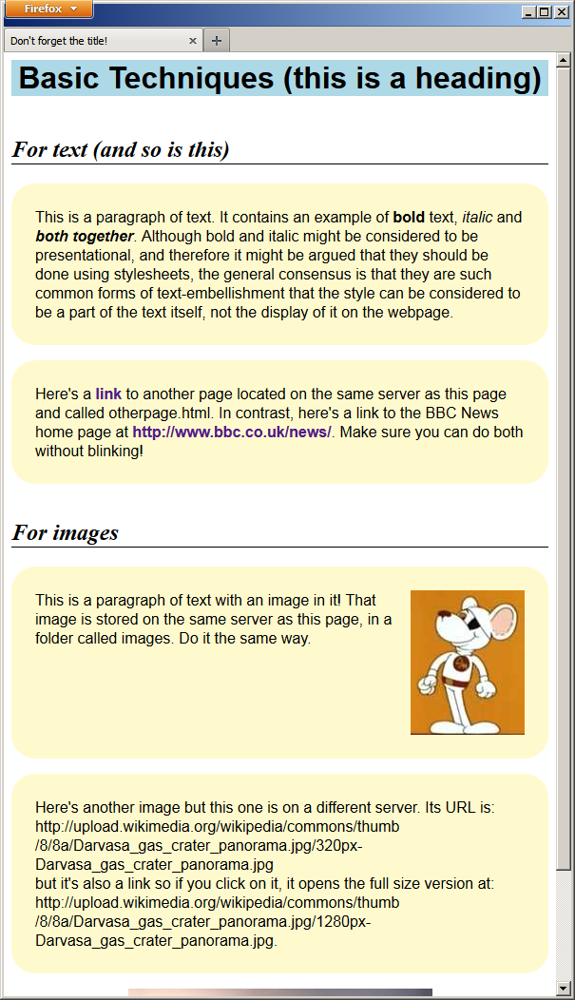 Firefox
Don't forget the title!
Basic Techniques (this is a heading)
For text (and so is this)
This is a paragraph of text. It contains an example of bold text, italic and
both together. Although bold and italic might be considered to be
presentational, and therefore it might be argued that they should be
done using stylesheets, the general consensus is that they are such
common forms of text-embellishment that the style can be considered to
be a part of the text itself, not the display of it on the webpage.
Here's a link to another page located on the same server as this page
and called otherpage.html. In contrast, here's a link to the BBC News
home page at http://www.bbc.co.uk/news/. Make sure you can do both
without blinking!
For images
This is a paragraph of text with an image in it! That
image is stored on the same server as this page, in a
folder called images. Do it the same way.
Here's another image but this one is on a different server. Its URL is:
http://upload.wikimedia.org/wikipedia/commons/thumb
/8/8a/Darvasa_gas_crater_panorama.jpg/320px-
Darvasa_gas_crater_panorama.jpg
but it's also a link so if you click on it, it opens the full size version at:
http://upload.wikimedia.org/wikipedia/commons/thumb
/8/8a/Darvasa_gas_crater_panorama.jpg/1280px-
Darvasa_gas_crater_panorama.jpg.